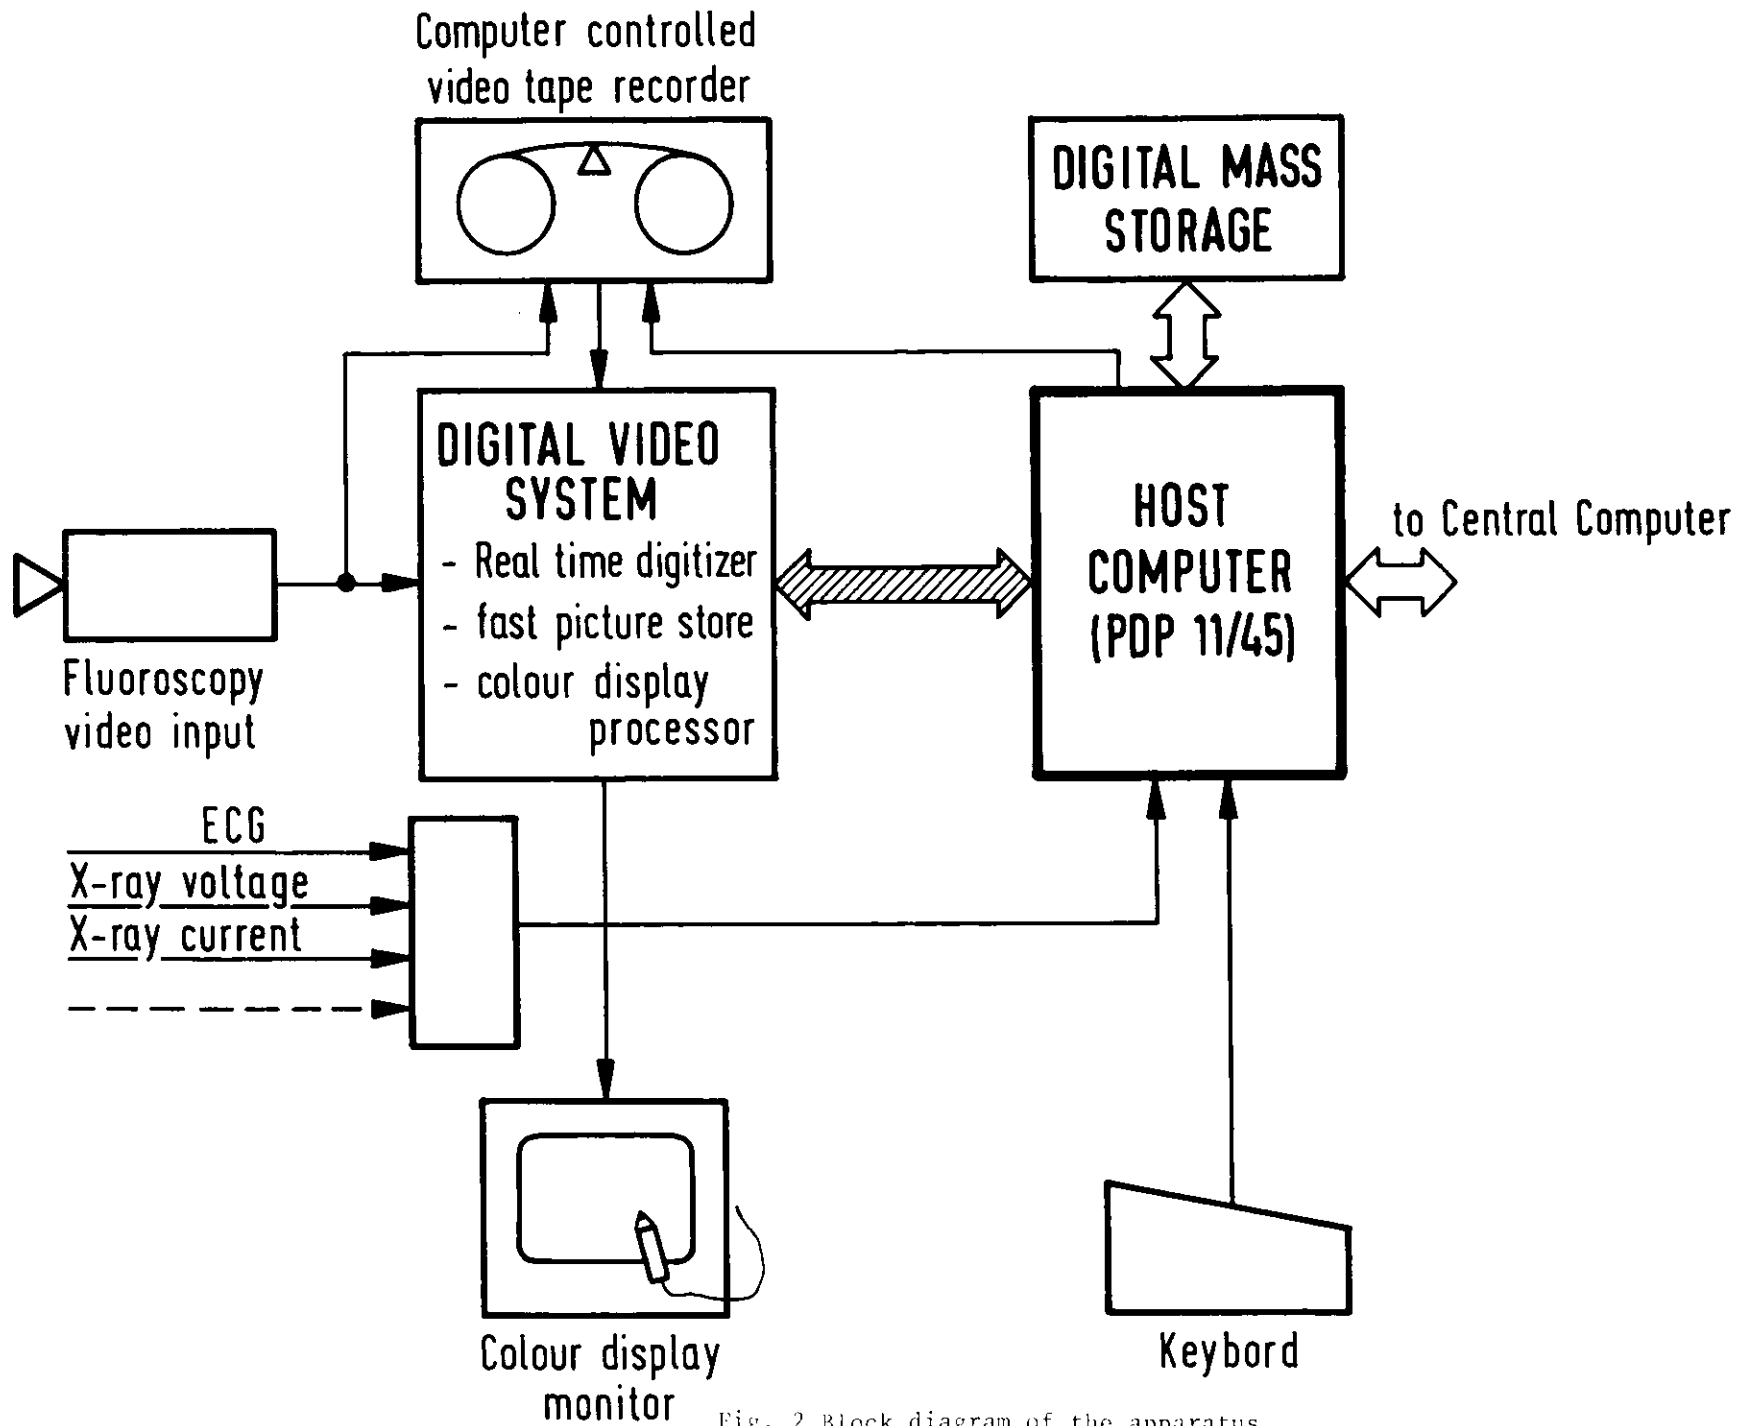 Computer controlled
video tape recorder
DIGITAL MASS
STORAGE
DIGITAL VIDEO
SYSTEM
- Real time digitizer
- fast picture store
- colour display
processor
HOST
COMPUTER
(PDP 11/45)
to Central Computer
Fluoroscopy
video input
ECG
X-ray voltage
X-ray current
Colour display
monitor
Keybord
Fig. 2 Block diagram of the apparatus